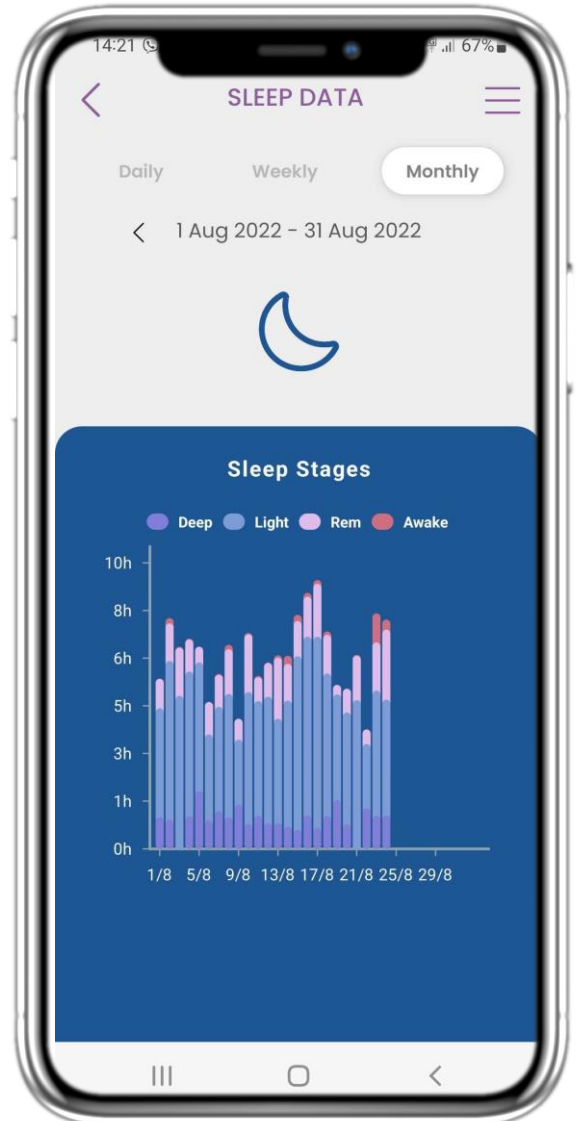 14:21 67%
SLEEP DATA
Daily Weekly Monthly
1 Aug 2022 - 31 Aug 2022
Sleep Stages
Deep Light Rem Awake
10h
8h
6h
5h
3h
1h
0h
1/8 5/8 9/8 13/8 17/8 21/8 25/8 29/8